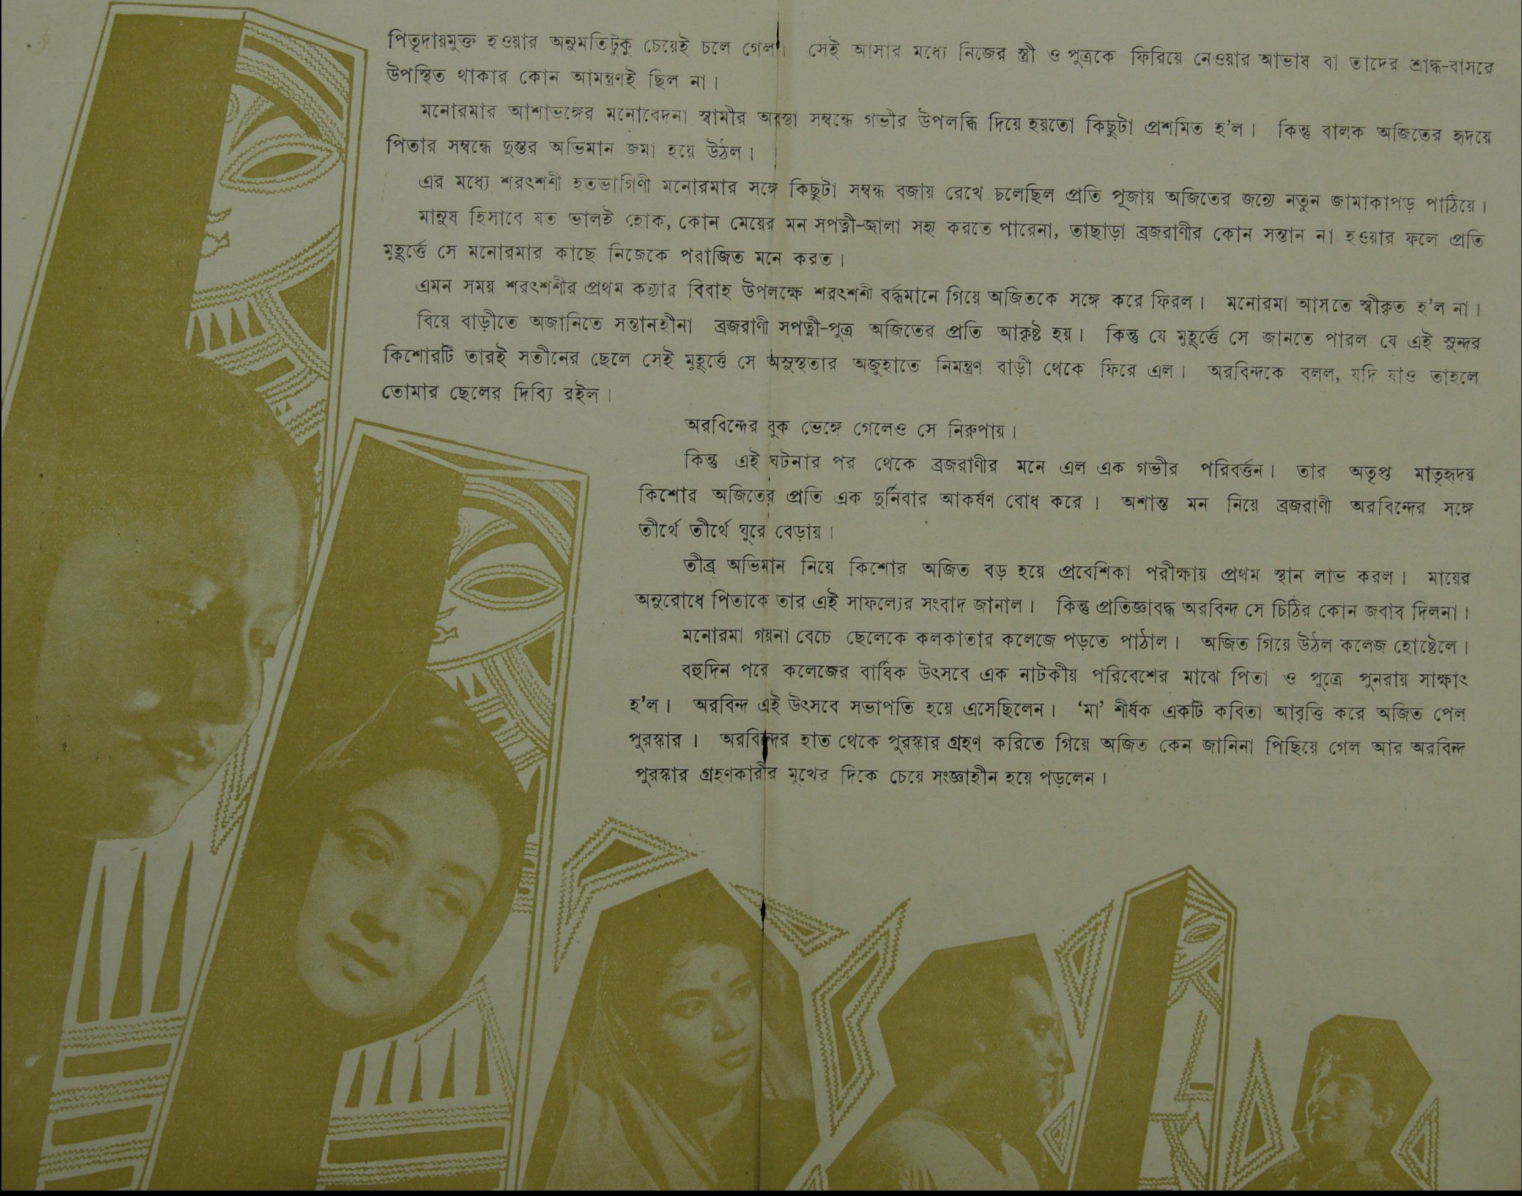 পিতৃদায়মুক্ত হওয়ার অনুমতিটুকু চেয়েই চলে গেল। সেই আসার মধ্যে নিজের স্ত্রী ও পুত্রকে ফিরিয়ে নেওয়ার আভাষ বা তাদের শ্রাদ্ধ-বাসরে
উপস্থিত থাকার কোন আমন্ত্রণই ছিল না।
মনোরমার আশাভঙ্গের মনোবেদনা স্বামীর অবস্থা সম্বন্ধে গভীর উপলব্ধি দিয়ে হয়তো কিছুটা প্রশমিত হ'ল। কিন্তু বালক অজিতের হৃদয়ে
পিতার সম্বন্ধে দুস্তর অভিমান জমা হয়ে উঠল।
এর মধ্যে শরৎশশী হতভাগিণী মনোরমার সঙ্গে কিছুটা সম্বন্ধ বজায় রেখে চলেছিল প্রতি পূজায় অজিতের জন্যে নতুন জামাকাপড় পাঠিয়ে।
মানুষ হিসাবে যত ভালই হোক, কোন মেয়ের মন সপত্নী-জ্বালা সহ্য করতে পারেনা, তাছাড়া ব্রজরাণীর কোন সন্তান না হওয়ার ফলে প্রতি
মুহূর্ত্তে সে মনোরমার কাছে নিজেকে পরাজিত মনে করত।
এমন সময় শরৎশশীর প্রথম কন্যার বিবাহ উপলক্ষে শরৎশশী বর্দ্ধমানে গিয়ে অজিতকে সঙ্গে করে ফিরল। মনোরমা আসতে স্বীকৃত হ'ল না।
বিয়ে বাড়ীতে অজানিতে সন্তানহীনা ব্রজরাণী সপত্নী-পুত্র অজিতের প্রতি আকৃষ্ট হয়। কিন্তু যে মুহূর্ত্তে সে জানতে পারল যে এই সুন্দর
কিশোরটি তারই সতীনের ছেলে সেই মুহূর্ত্তে সে অসুস্থতার অজুহাতে নিমন্ত্রণ বাড়ী থেকে ফিরে এল। অরবিন্দকে বলল, যদি যাও তাহলে
তোমার ছেলের দিব্যি রইল।
অরবিন্দের বুক ভেঙ্গে গেলেও সে নিরুপায়।
কিন্তু এই ঘটনার পর থেকে ব্রজরাণীর মনে এল এক গভীর পরিবর্ত্তন। তার অতৃপ্ত মাতৃহৃদয়
কিশোর অজিতের প্রতি এক দুর্নিবার আকর্ষণ বোধ করে। অশান্ত মন নিয়ে ব্রজরাণী অরবিন্দের সঙ্গে
তীর্থে তীর্থে ঘুরে বেড়ায়।
তীব্র অভিমান নিয়ে কিশোর অজিত বড় হয়ে প্রবেশিকা পরীক্ষায় প্রথম স্থান লাভ করল। মায়ের
অনুরোধে পিতাকে তার এই সাফল্যের সংবাদ জানাল। কিন্তু প্রতিজ্ঞাবদ্ধ অরবিন্দ সে চিঠির কোন জবাব দিলনা।
মনোরমা গয়না বেচে ছেলেকে কলকাতার কলেজে পড়তে পাঠাল। অজিত গিয়ে উঠল কলেজ হোষ্টেলে।
বহুদিন পরে কলেজের বার্ষিক উৎসবে এক নাটকীয় পরিবেশের মাঝে পিতা ও পুত্রে পুনরায় সাক্ষাৎ
হ'ল। অরবিন্দ এই উৎসবে সভাপতি হয়ে এসেছিলেন। 'মা' শীর্ষক একটি কবিতা আবৃত্তি করে অজিত পেল
পুরস্কার। অরবিন্দের হাত থেকে পুরস্কার গ্রহণ করিতে গিয়ে অজিত কেন জানিনা পিছিয়ে গেল আর অরবিন্দ
পুরস্কার গ্রহণকারীর মুখের দিকে চেয়ে সংজ্ঞাহীন হয়ে পড়লেন।